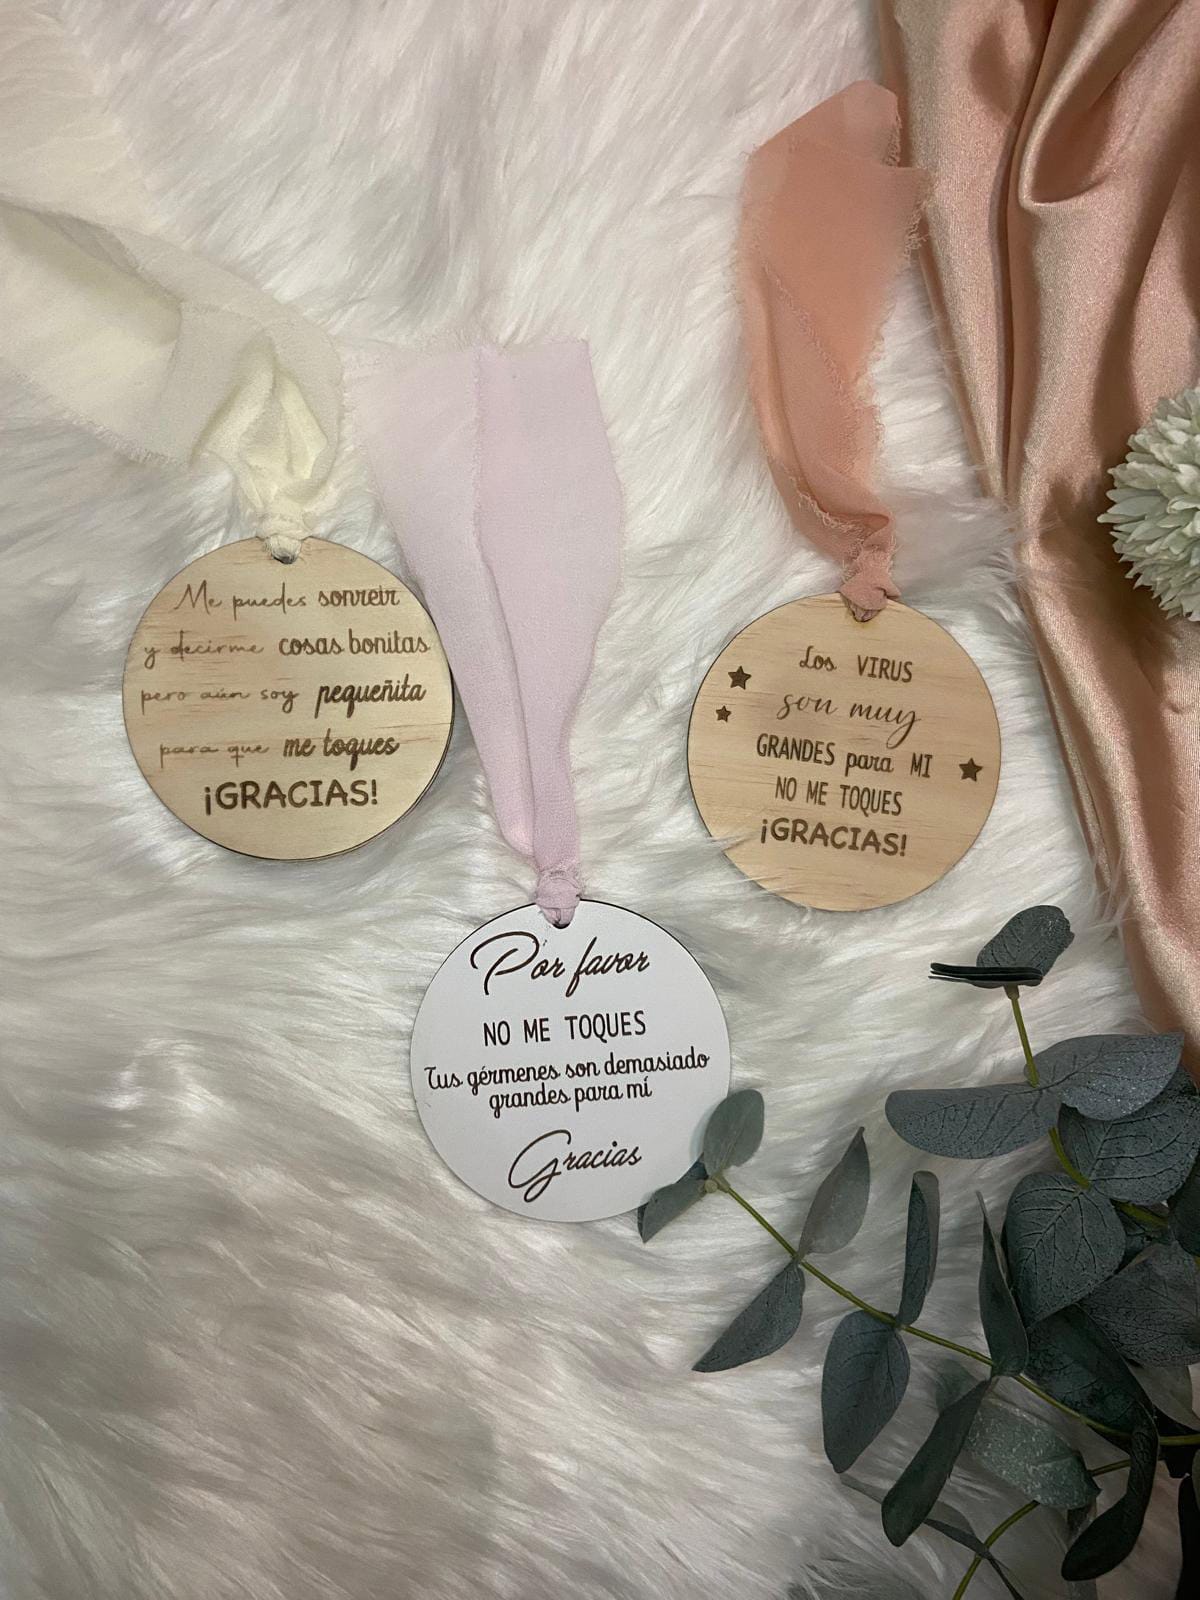 Me puedes sonreir
y decirme cosas bonitas
pero aún soy pequeñita
para que me toques
¡GRACIAS!
Los VIRUS
son muy
GRANDES para MI
NO ME TOQUES
¡GRACIAS!
Por favor
NO ME TOQUES
Tus gérmenes son demasiado
grandes para mí
Gracias